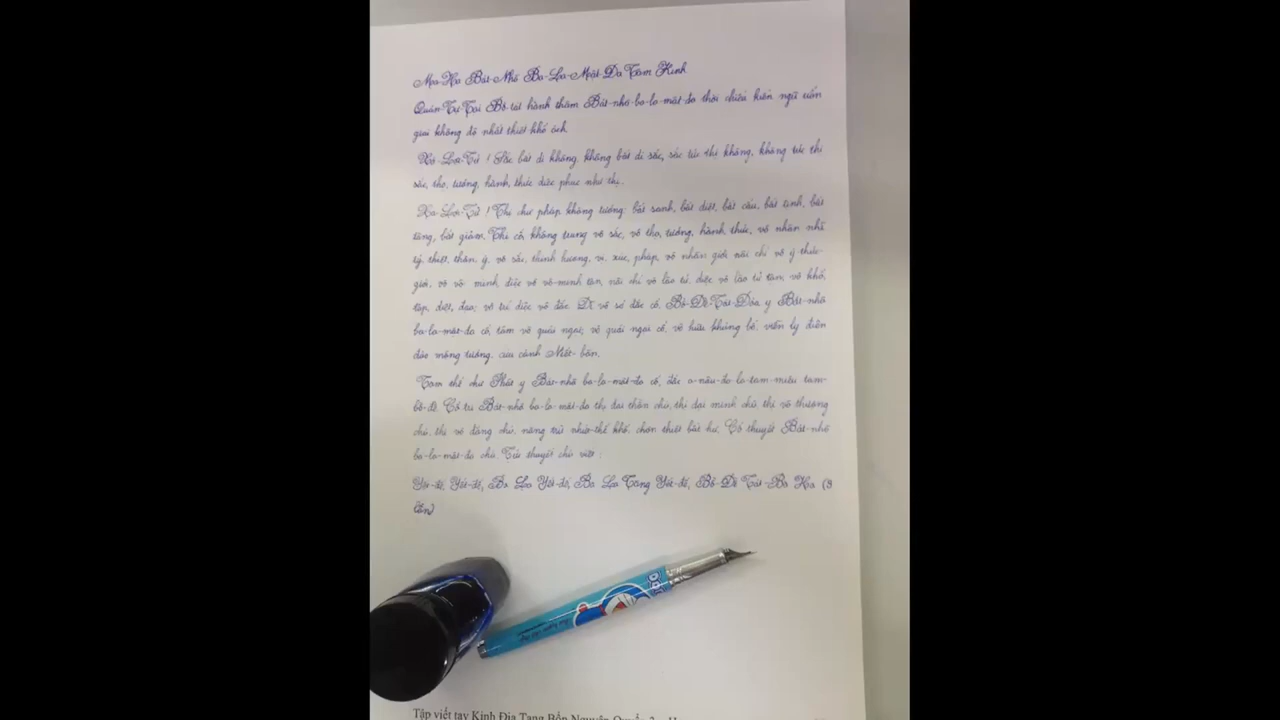 Ma-Ha Bát-Nhã Ba-La-Mật-Đa Tâm Kinh
Quán-Tự-Tại Bồ-tát hành thâm Bát-nhã-ba-la-mật-đa thời chiếu kiến ngũ uẩn
giai không độ nhất thiết khổ ách.
Xá-Lợi-Tử ! Sắc bất dị không, không bất dị sắc, sắc tức thị không, không tức thị
sắc, thọ, tưởng, hành, thức diệc phục như thị.
Xá-Lợi-Tử ! Thị chư pháp không tướng: bất sanh, bất diệt, bất cấu, bất tịnh, bất
tăng, bất giảm. Thị cố, không trung vô sắc, vô thọ, tưởng, hành thức, vô nhãn nhĩ
tỷ, thiệt, thân, ý, vô sắc, thinh hương, vị, xúc, pháp, vô nhãn giới nãi chí vô ý thức-
giới, vô vô minh, diệc vô vô-minh tận, nãi chí vô lão tử, diệc vô lão tử tận, vô khổ,
tập, diệt, đạo; vô trí diệc vô đắc. Dĩ vô sở đắc cố, Bồ-Đề-Tát-Đỏa y Bát-nhã
ba-la-mật-đa cố, tâm vô quái ngại; vô quái ngại cố, vô hữu khủng bố, viễn ly điên
đảo mộng tưởng, cứu cánh Niết-bàn.
Tam thế chư Phật y Bát-nhã ba-la-mật-đa cố, đắc a-nậu-đa-la-tam-miệu tam-
bồ-đề. Cố tri Bát-nhã ba-la-mật-đa thị đại thần chú, thị đại minh chú, thị vô thượng
chú, thị vô đẳng chú, năng trừ nhứt-thế khổ, chơn thiệt bất hư. Cố thuyết Bát-nhã
ba-la-mật-đa chú. Tức thuyết chú viết :
Yết-đế, Yết-đế, Ba La Yết-đế, Ba La Tăng Yết-đế, Bồ-Đề Tát-Bà Ha. (3
lần)
Tập viết tay Kinh Địa Tạng Bổn Nguyện Quyển 2